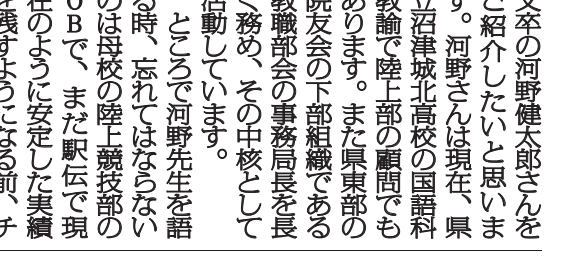 文卒の河野健太郎さんを
ご紹介したいと思いま
す。河野さんは現在、県
立沼津城北高校の国語科
教諭で陸上部の顧問でも
あります。また県東部の
院友会の下部組織である
教職部会の事務局長を長
く務め、その中核として
活動しています。
ところで河野先生を語
る時、忘れてはならない
のは母校の陸上競技部の
OBで、まだ駅伝で現
在のように安定した実績
を残すようになる前、チ